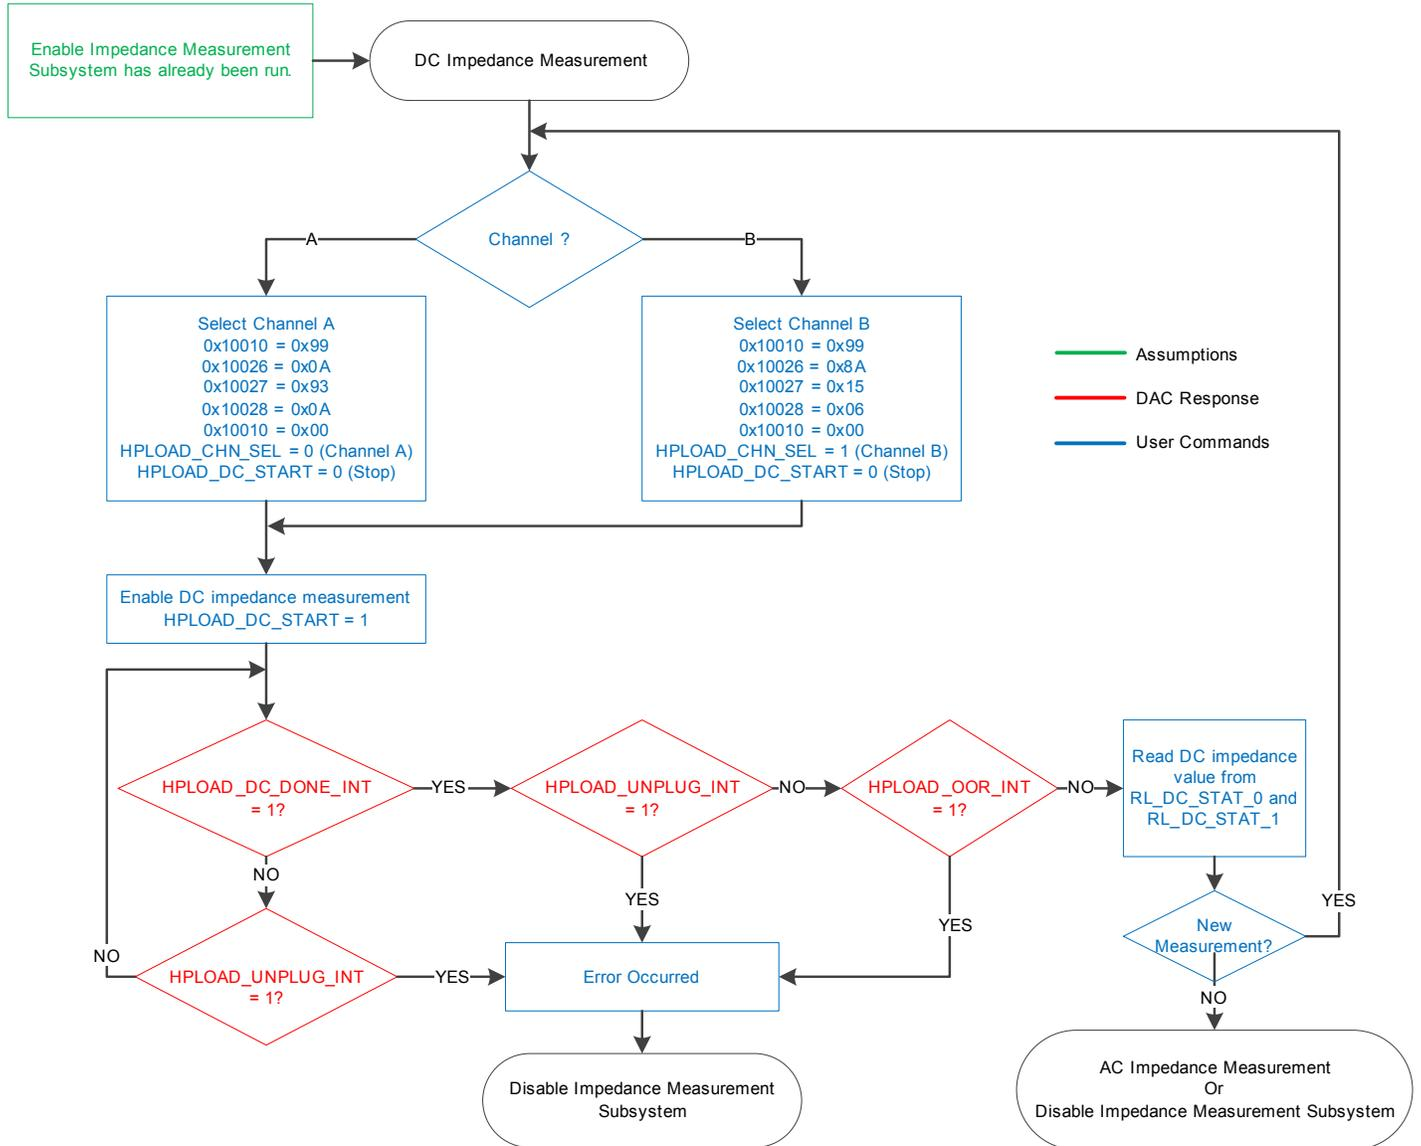 Enable Impedance Measurement
Subsystem has already been run.
DC Impedance Measurement
Channel ?
A
B
Select Channel A
0x10010 = 0x99
0x10026 = 0x0A
0x10027 = 0x93
0x10028 = 0x0A
0x10010 = 0x00
HPLOAD_CHN_SEL = 0 (Channel A)
HPLOAD_DC_START = 0 (Stop)
Select Channel B
0x10010 = 0x99
0x10026 = 0x8A
0x10027 = 0x15
0x10028 = 0x06
0x10010 = 0x00
HPLOAD_CHN_SEL = 1 (Channel B)
HPLOAD_DC_START = 0 (Stop)
Assumptions
DAC Response
User Commands
Enable DC impedance measurement
HPLOAD_DC_START = 1
HPLOAD_DC_DONE_INT
= 1?
YES
HPLOAD_UNPLUG_INT
= 1?
NO
HPLOAD_OOR_INT
= 1?
NO
Read DC impedance
value from
RL_DC_STAT_0 and
RL_DC_STAT_1
NO
YES
YES
YES
New
Measurement?
NO
HPLOAD_UNPLUG_INT
= 1?
YES
Error Occurred
NO
Disable Impedance Measurement
Subsystem
AC Impedance Measurement
Or
Disable Impedance Measurement Subsystem